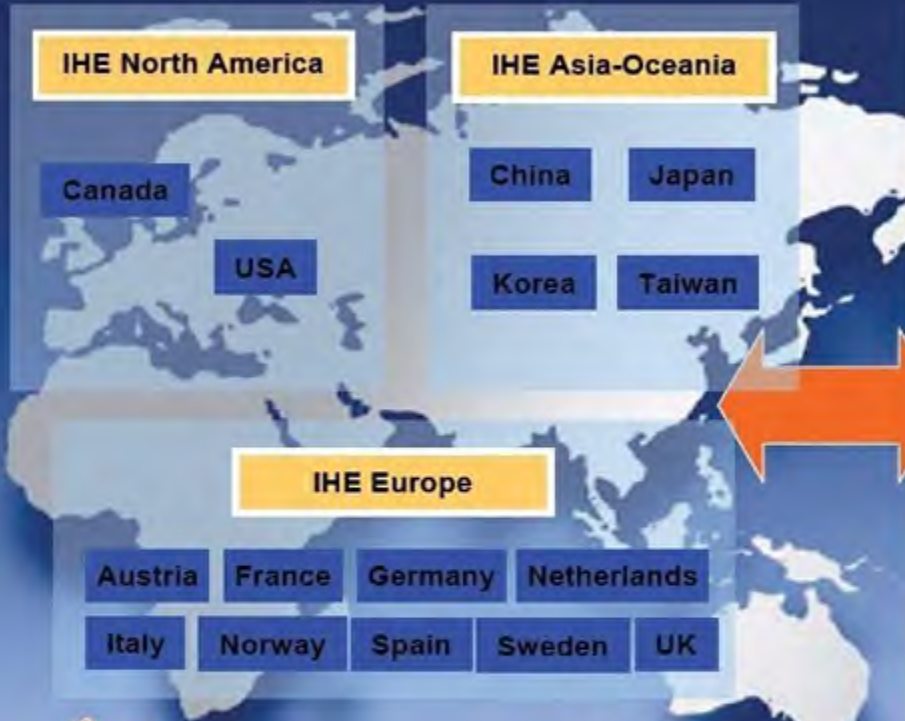 IHE North America
IHE Asia-Oceania
Canada
USA
China Japan
Korea Taiwan
IHE Europe
Austria France Germany Netherlands
Italy Norway Spain Sweden UK